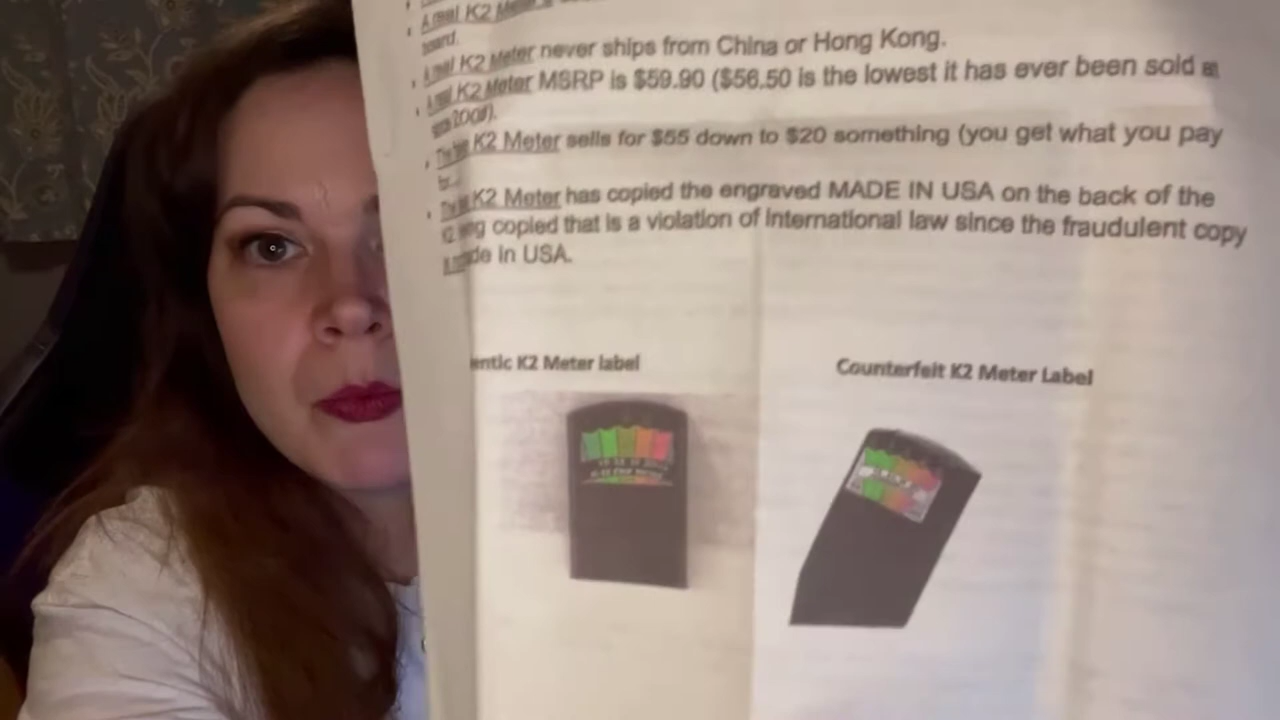 K2
board.
K2 Meter never ships from China or Hong Kong.
K2 Meter MSRP is $59.90 ($56.50 is the lowest it has ever been sold
K2 Meter sells for $55 down to $20 something (you get what you pay
K2 Meter has copied the engraved MADE IN USA on the back of the
copied that is a violation of International law since the fraudulent copy
in USA.
entic K2 Meter label
Counterfeit K2 Meter Label